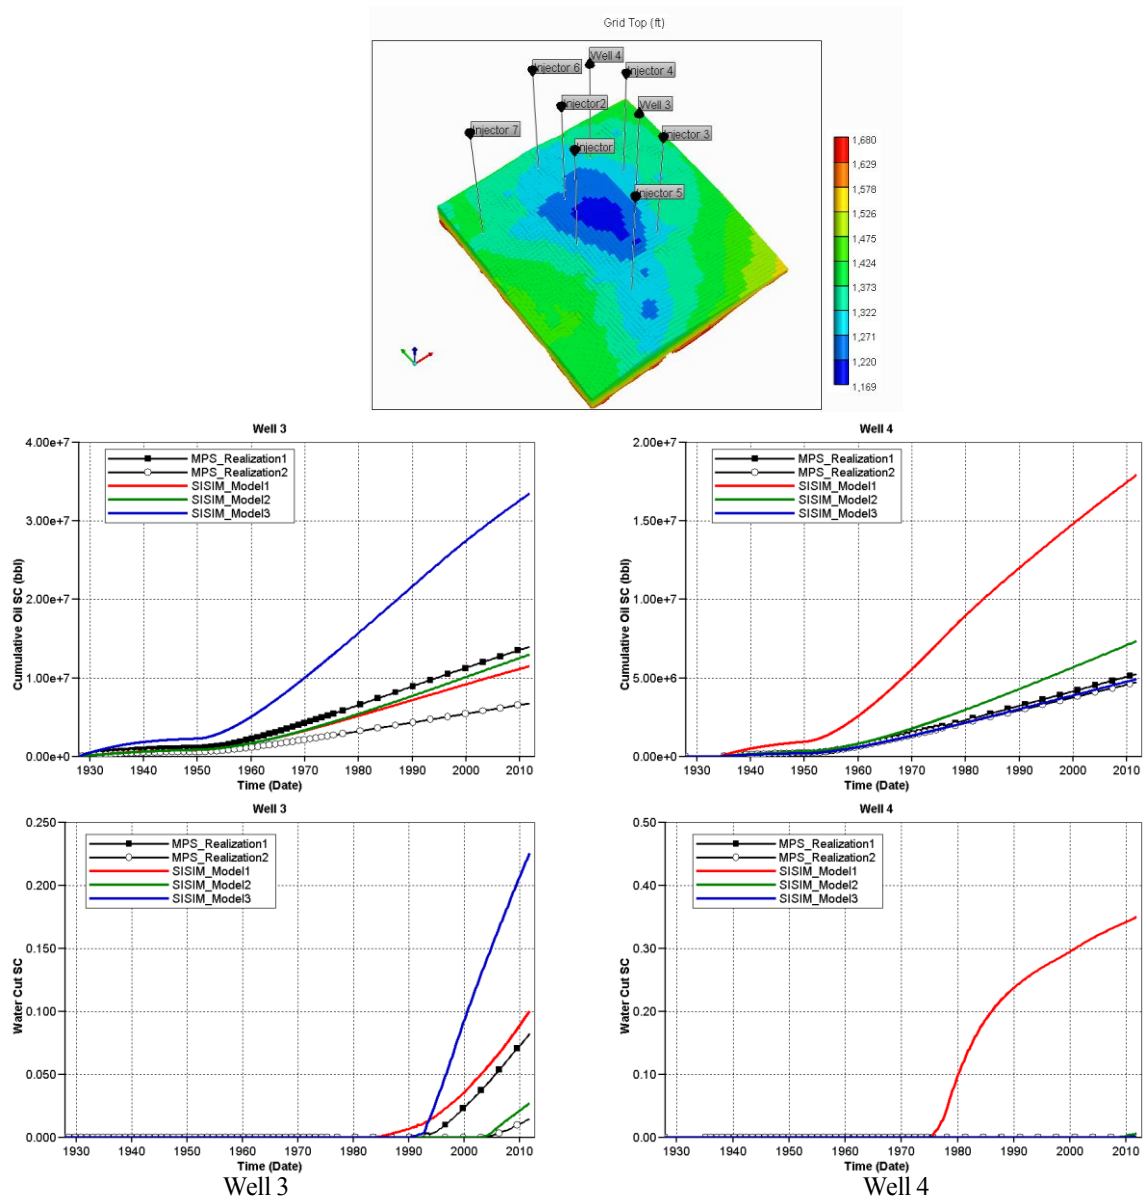 Grid Top (ft)
Well 4
Injector 6
Injector 4
Injector2
Well 3
Injector 7
Injector 3
Injector
Injector 5
1,680
1,629
1,578
1,526
1,475
1,424
1,373
1,322
1,271
1,220
1,169
Well 3
4.00e+7
3.00e+7
2.00e+7
1.00e+7
0.00e+0
Cumulative Oil SC (bbl)
MPS_Realization1
MPS_Realization2
SISIM_Model1
SISIM_Model2
SISIM_Model3
1930 1940 1950 1960 1970 1980 1990 2000 2010
Time (Date)
Well 4
2.00e+7
1.50e+7
1.00e+7
5.00e+6
0.00e+0
Cumulative Oil SC (bbl)
MPS_Realization1
MPS_Realization2
SISIM_Model1
SISIM_Model2
SISIM_Model3
1930 1940 1950 1960 1970 1980 1990 2000 2010
Time (Date)
Well 3
0.250
0.200
0.150
0.100
0.050
0.000
Water Cut SC
MPS_Realization1
MPS_Realization2
SISIM_Model1
SISIM_Model2
SISIM_Model3
1930 1940 1950 1960 1970 1980 1990 2000 2010
Time (Date)
Well 3
Well 4
0.50
0.40
0.30
0.20
0.10
0.00
Water Cut SC
MPS_Realization1
MPS_Realization2
SISIM_Model1
SISIM_Model2
SISIM_Model3
1930 1940 1950 1960 1970 1980 1990 2000 2010
Time (Date)
Well 4